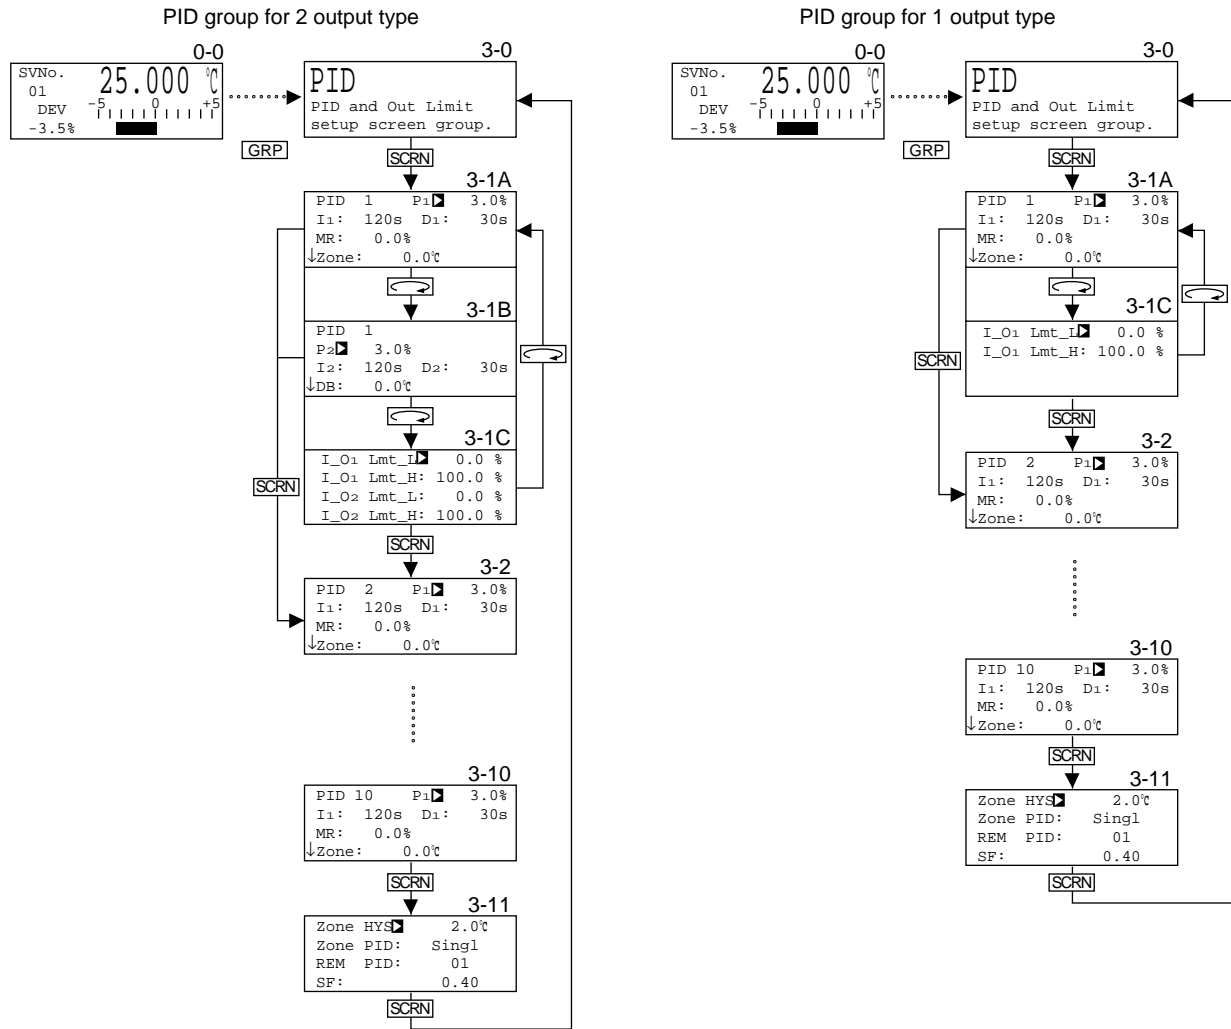 PID group for 2 output type
0-0
SVNo.
25.000 ℃
01
DEV
-5 0 +5
-3.5%
GRP
3-0
PID
PID and Out Limit
setup screen group.
SCRN
3-1A
PID 1 P1▶ 3.0%
I1: 120s D1: 30s
MR: 0.0%
↓Zone: 0.0℃
3-1B
PID 1
P2▶ 3.0%
I2: 120s D2: 30s
↓DB: 0.0℃
3-1C
I_O1 Lmt_L▶ 0.0 %
I_O1 Lmt_H: 100.0 %
I_O2 Lmt_L: 0.0 %
I_O2 Lmt_H: 100.0 %
SCRN
SCRN
3-2
PID 2 P1▶ 3.0%
I1: 120s D1: 30s
MR: 0.0%
↓Zone: 0.0℃
3-10
PID 10 P1▶ 3.0%
I1: 120s D1: 30s
MR: 0.0%
↓Zone: 0.0℃
SCRN
3-11
Zone HYS▶ 2.0℃
Zone PID: Singl
REM PID: 01
SF: 0.40
SCRN
PID group for 1 output type
0-0
SVNo.
25.000 ℃
01
DEV
-5 0 +5
-3.5%
GRP
3-0
PID
PID and Out Limit
setup screen group.
SCRN
3-1A
PID 1 P1▶ 3.0%
I1: 120s D1: 30s
MR: 0.0%
↓Zone: 0.0℃
3-1C
I_O1 Lmt_L▶ 0.0 %
I_O1 Lmt_H: 100.0 %
SCRN
SCRN
3-2
PID 2 P1▶ 3.0%
I1: 120s D1: 30s
MR: 0.0%
↓Zone: 0.0℃
3-10
PID 10 P1▶ 3.0%
I1: 120s D1: 30s
MR: 0.0%
↓Zone: 0.0℃
SCRN
3-11
Zone HYS▶ 2.0℃
Zone PID: Singl
REM PID: 01
SF: 0.40
SCRN